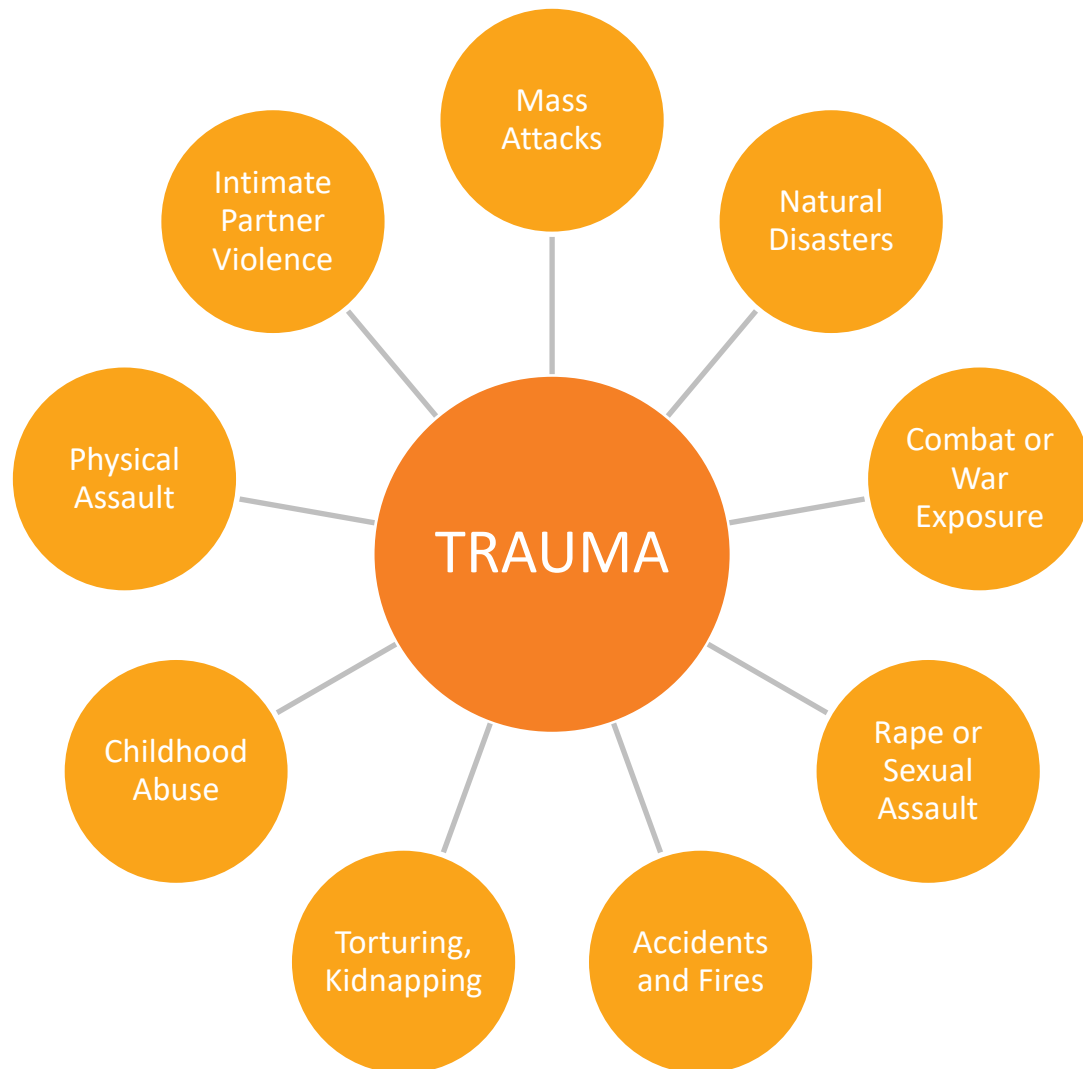 Mass
Attacks
Natural
Disasters
Combat or
War
Exposure
Rape or
Sexual
Assault
Accidents
and Fires
Torturing,
Kidnapping
Childhood
Abuse
Physical
Assault
Intimate
Partner
Violence
TRAUMA